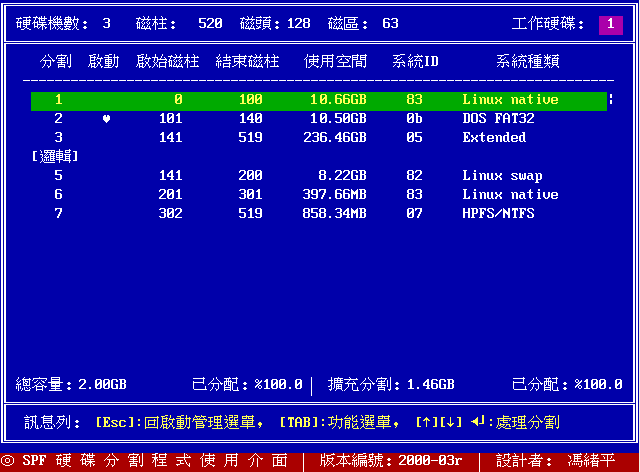 硬碟機數: 3 磁柱: 520 磁頭:128 磁區: 63 工作硬碟: 1
分割 啟動 啟始磁柱 結束磁柱 使用空間 系統ID 系統種類
1 0 100 10.66GB 83 Linux native
2 ♥ 101 140 10.50GB 0b DOS FAT32
3 141 519 236.46GB 05 Extended
[邏輯]
5 141 200 8.22GB 82 Linux swap
6 201 301 397.66MB 83 Linux native
7 302 519 858.34MB 07 HPFS/NTFS
總容量:2.00GB 已分配:%100.0 | 擴充分割:1.46GB 已分配:%100.0
訊息列: [Esc]:回啟動管理選單, [TAB]:功能選單, [↑][↓] ↵:處理分割
◎ SPF 硬 碟 分 割 程 式 使 用 介 面 | 版本編號:2000-03r | 設計者: 馮緒平